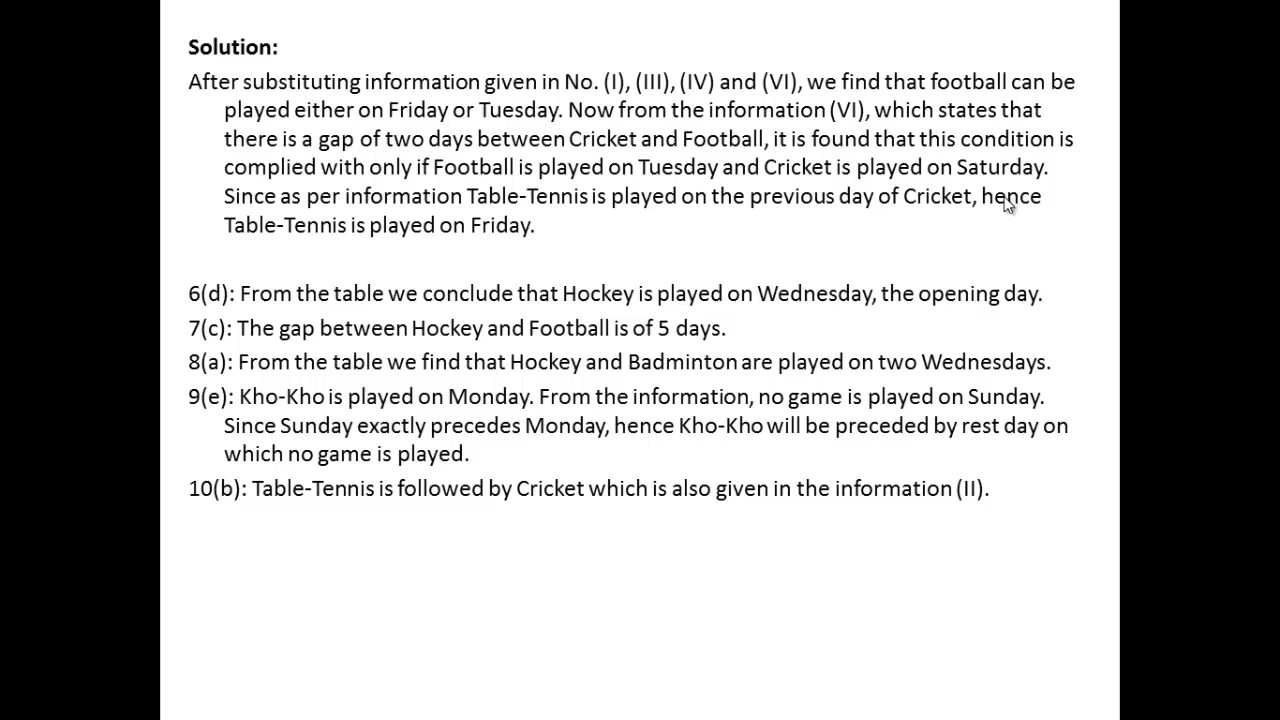 Solution:
After substituting information given in No. (I), (III), (IV) and (VI), we find that football can be
played either on Friday or Tuesday. Now from the information (VI), which states that
there is a gap of two days between Cricket and Football, it is found that this condition is
complied with only if Football is played on Tuesday and Cricket is played on Saturday.
Since as per information Table-Tennis is played on the previous day of Cricket, hence
Table-Tennis is played on Friday.
6(d): From the table we conclude that Hockey is played on Wednesday, the opening day.
7(c): The gap between Hockey and Football is of 5 days.
8(a): From the table we find that Hockey and Badminton are played on two Wednesdays.
9(e): Kho-Kho is played on Monday. From the information, no game is played on Sunday.
Since Sunday exactly precedes Monday, hence Kho-Kho will be preceded by rest day on
which no game is played.
10(b): Table-Tennis is followed by Cricket which is also given in the information (II).